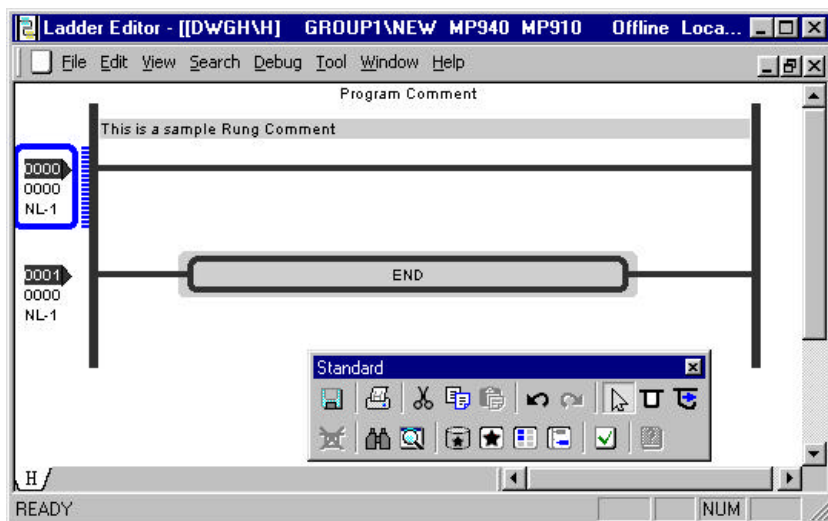 Ladder Editor - [[DWGH\H] GROUP1\NEW MP940 MP910 Offline Loca...
File Edit View Search Debug Tool Window Help
Program Comment
This is a sample Rung Comment
0000
0000
NL-1
0001
0000
NL-1
END
Standard
H
READY
NUM